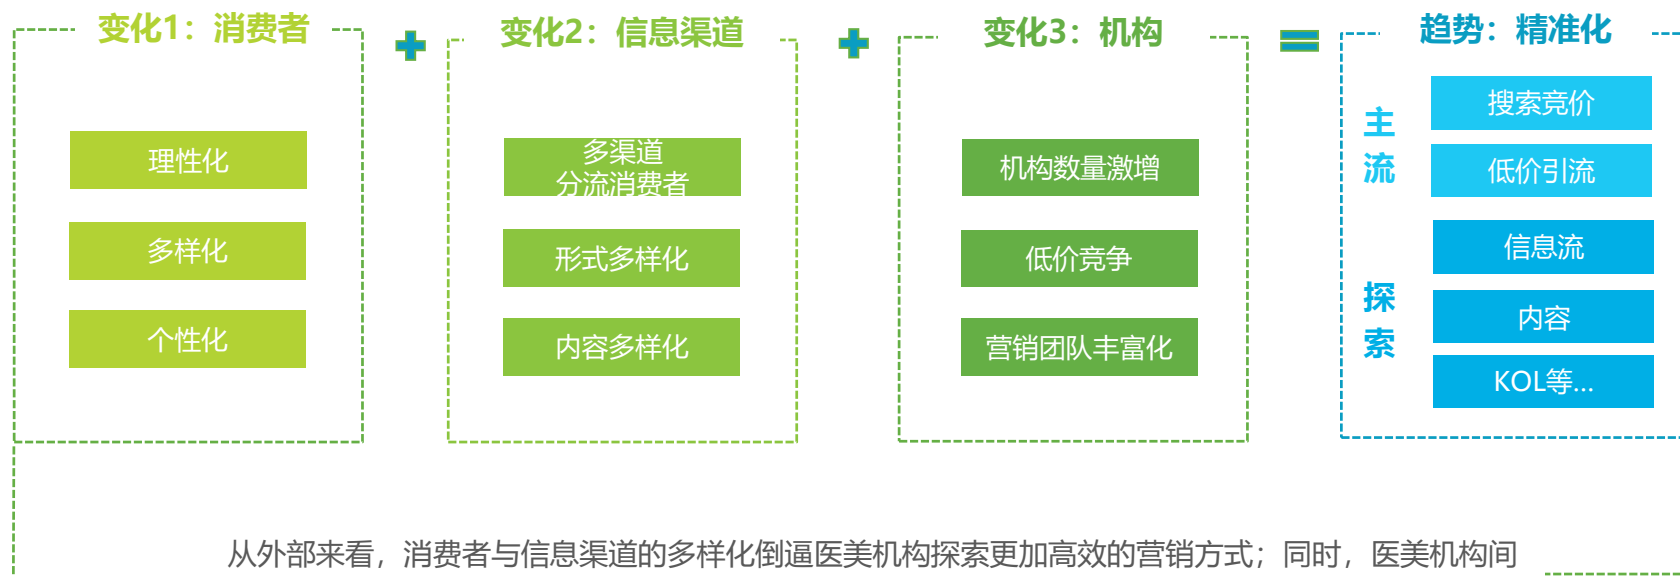 变化1：消费者
理性化
多样化
个性化
变化2：信息渠道
多渠道
分流消费者
形式多样化
内容多样化
变化3：机构
机构数量激增
低价竞争
营销团队丰富化
趋势：精准化
主流
搜索竞价
低价引流
探索
信息流
内容
KOL等...
从外部来看，消费者与信息渠道的多样化倒逼医美机构探索更加高效的营销方式；同时，医美机构间